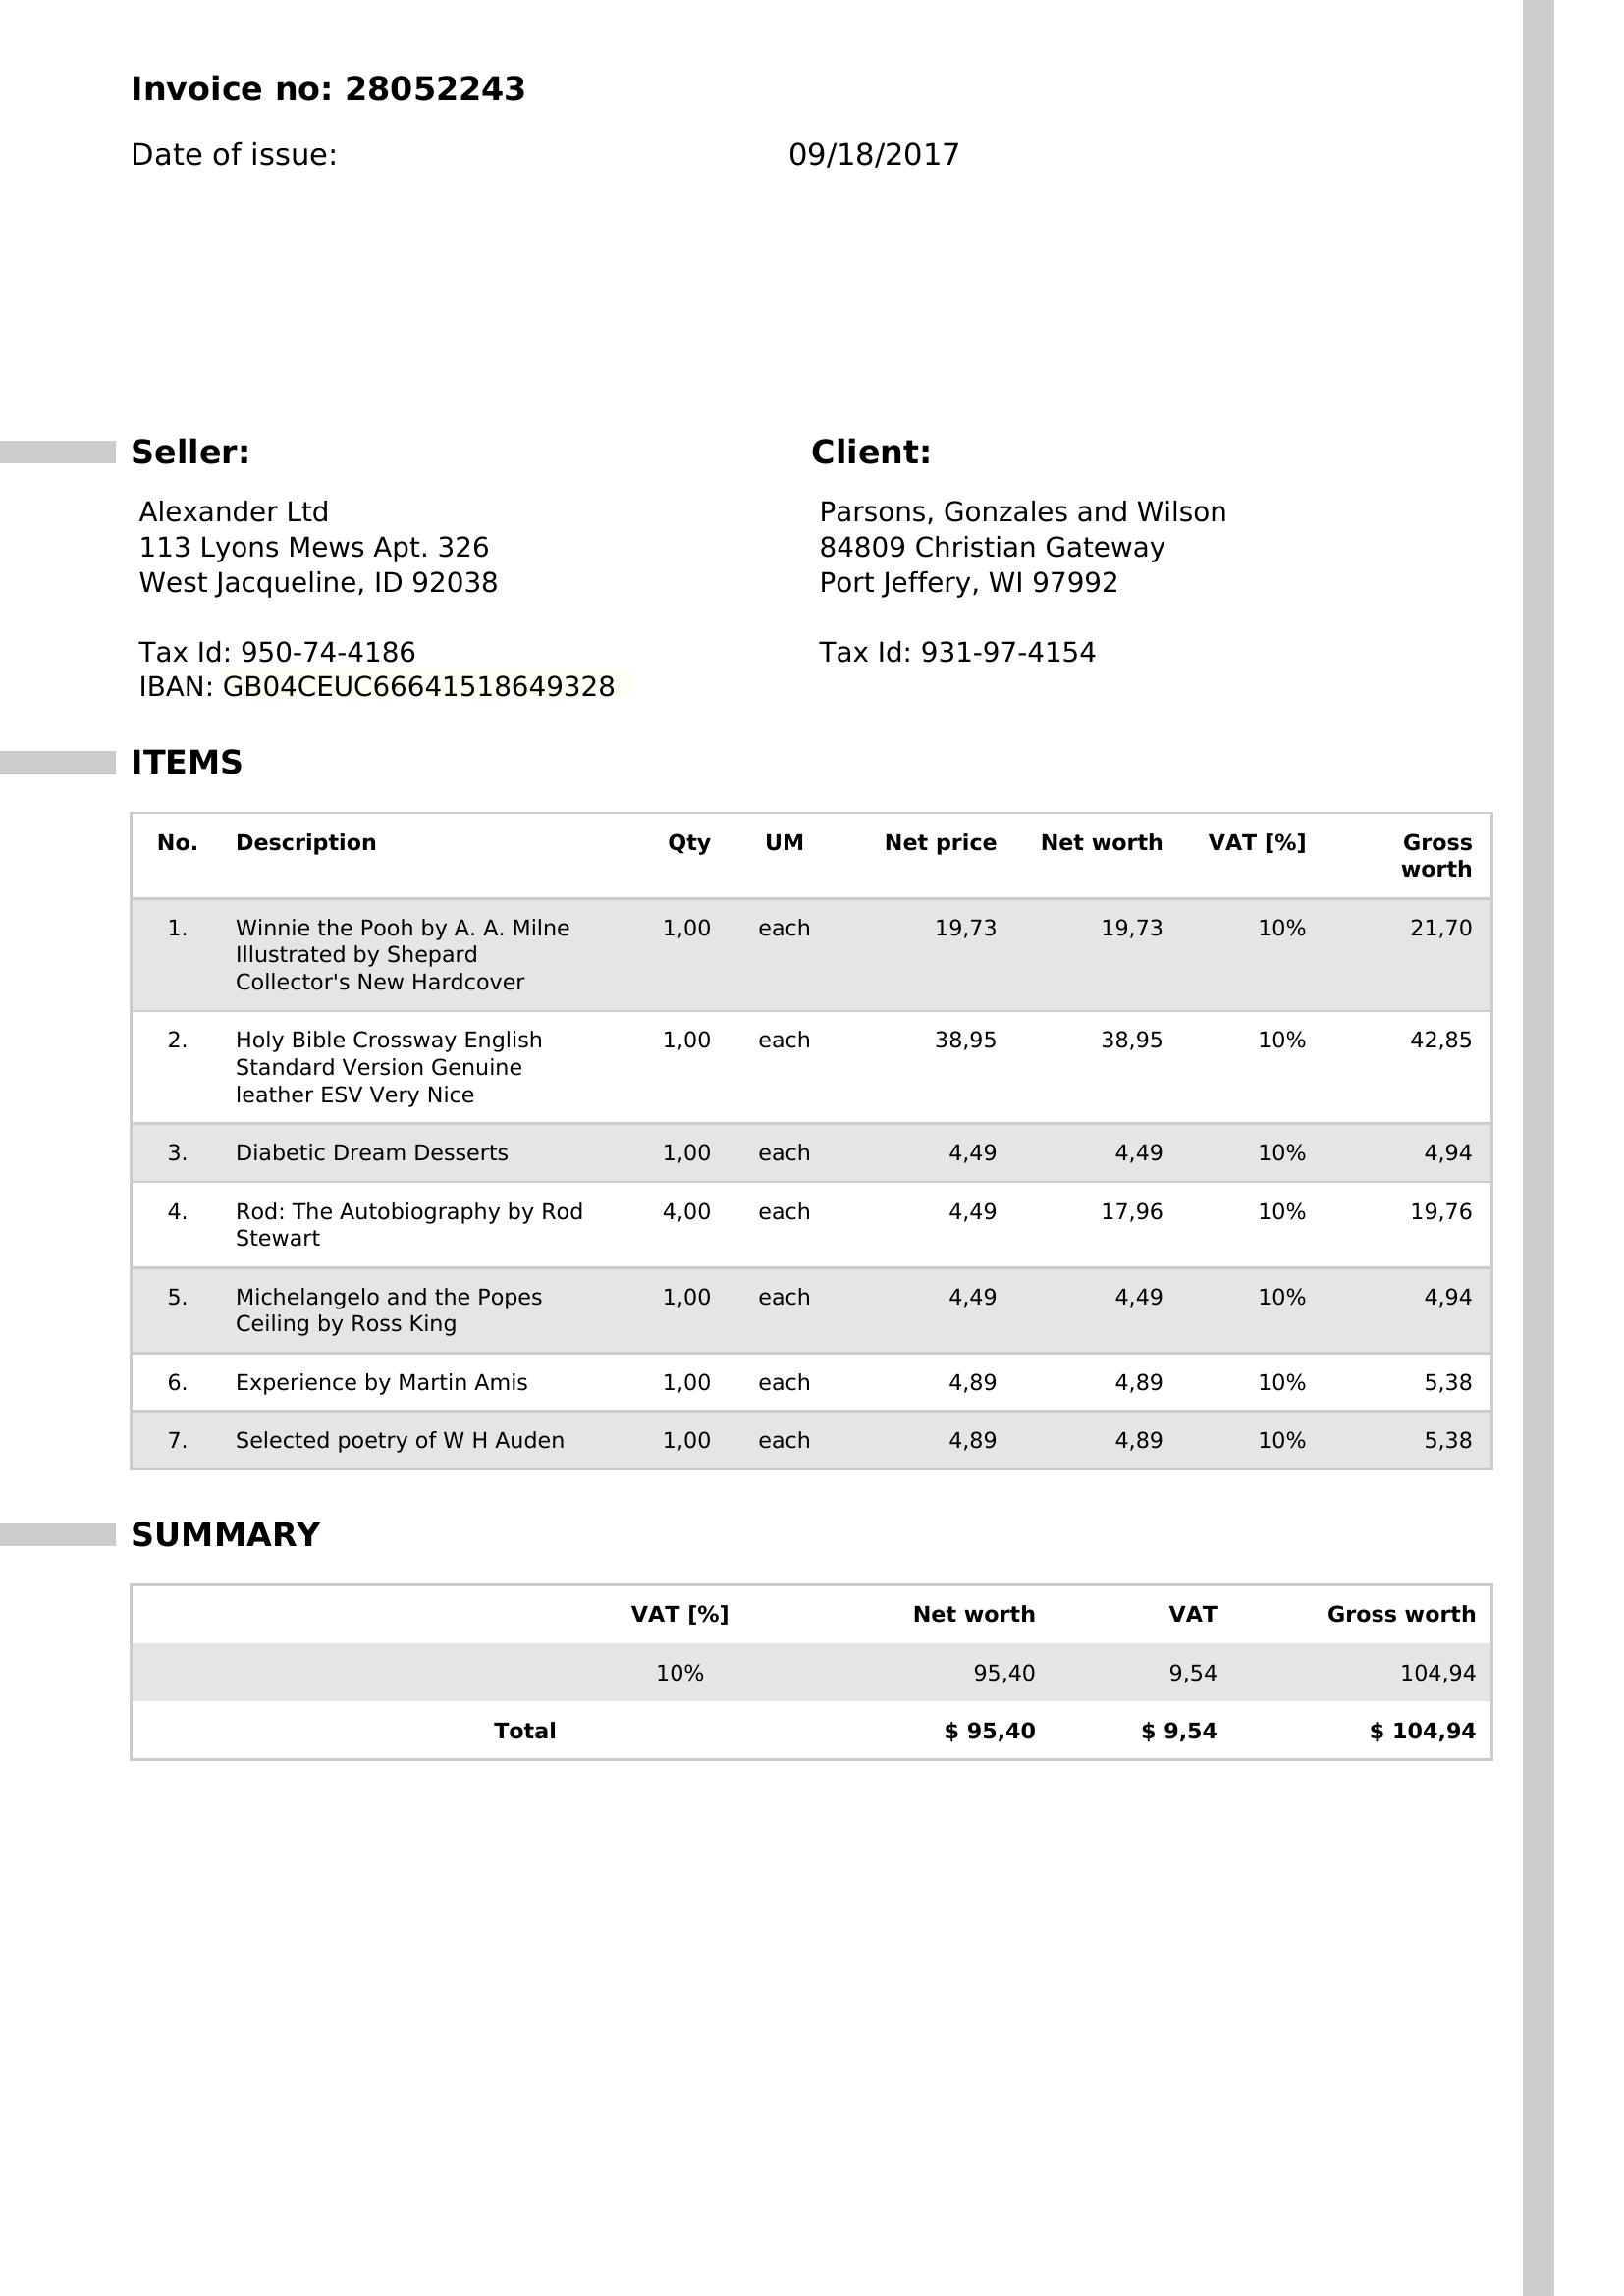 Invoice no: 28052243
Date of issue: 09/18/2017
Seller: Client:
Alexander Ltd Parsons, Gonzales and Wilson
113 Lyons Mews Apt. 326 84809 Christian Gateway
West Jacqueline, ID 92038 Port Jeffery, WI 97992
Tax Id: 950-74-4186 Tax Id: 931-97-4154
IBAN: GB04CEUC66641518649328
ITEMS
No. Description Qty UM Net price Net worth VAT [%] Gross
worth
1. Winnie the Pooh by A. A. Milne 1,00 each 19,73 19,73 10% 21,70
Illustrated by Shepard
Collector's New Hardcover
2. Holy Bible Crossway English 1,00 each 38,95 38,95 10% 42,85
Standard Version Genuine
leather ESV Very Nice
3. Diabetic Dream Desserts 1,00 each 4,49 4,49 10% 4,94
4. Rod: The Autobiography by Rod 4,00 each 4,49 17,96 10% 19,76
Stewart
5. Michelangelo and the Popes 1,00 each 4,49 4,49 10% 4,94
Ceiling by Ross King
6. Experience by Martin Amis 1,00 each 4,89 4,89 10% 5,38
7. Selected poetry of W H Auden 1,00 each 4,89 4,89 10% 5,38
SUMMARY
VAT [%] Net worth VAT Gross worth
10% 95,40 9,54 104,94
Total $ 95,40 $ 9,54 $ 104,94